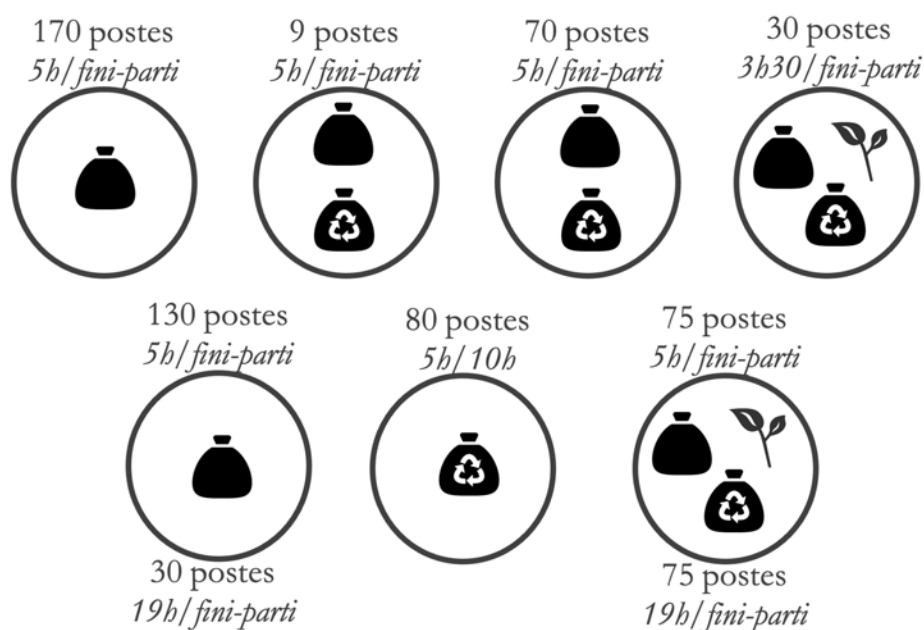 170 postes
5h/fini-parti
9 postes
5h/fini-parti
70 postes
5h/fini-parti
30 postes
3h30/fini-parti
130 postes
5h/fini-parti
80 postes
5h/10h
75 postes
5h/fini-parti
30 postes
19h/fini-parti
75 postes
19h/fini-parti